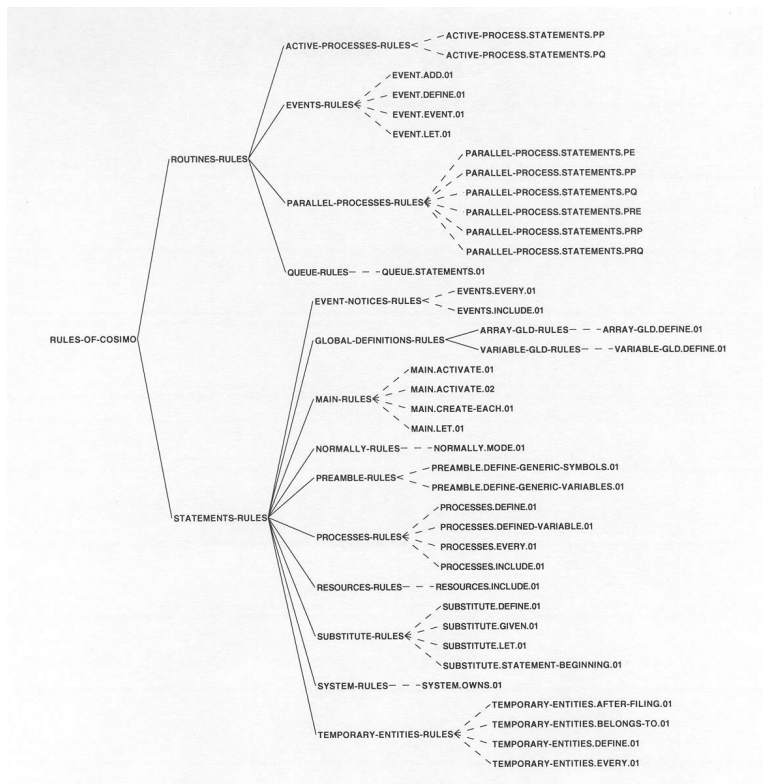 ACTIVE-PROCESS.STATEMENTS.PP
ACTIVE-PROCESSES-RULES
ACTIVE-PROCESS.STATEMENTS.PQ
EVENT.ADD.01
EVENT.DEFINE.01
EVENTS-RULES
EVENT.EVENT.01
EVENT.LET.01
PARALLEL-PROCESS.STATEMENTS.PE
ROUTINES-RULES
PARALLEL-PROCESS.STATEMENTS.PP
PARALLEL-PROCESS.STATEMENTS.PQ
PARALLEL-PROCESSES-RULES
PARALLEL-PROCESS.STATEMENTS.PRE
PARALLEL-PROCESS.STATEMENTS.PRP
PARALLEL-PROCESS.STATEMENTS.PRQ
QUEUE-RULES QUEUE.STATEMENTS.01
EVENTS.EVERY.01
EVENT-NOTICES-RULES
EVENTS.INCLUDE.01
ARRAY-GLD-RULES ARRAY-GLD.DEFINE.01
RULES-OF-COSIMO GLOBAL-DEFINITIONS-RULES
VARIABLE-GLD-RULES VARIABLE-GLD.DEFINE.01
MAIN.ACTIVATE.01
MAIN.ACTIVATE.02
MAIN-RULES
MAIN.CREATE-EACH.01
MAIN.LET.01
NORMALLY-RULES NORMALLY.MODE.01
PREAMBLE.DEFINE-GENERIC-SYMBOLS.01
PREAMBLE-RULES
PREAMBLE.DEFINE-GENERIC-VARIABLES.01
PROCESSES.DEFINE.01
STATEMENTS-RULES
PROCESSES.DEFINED-VARIABLE.01
PROCESSES-RULES
PROCESSES.EVERY.01
PROCESSES.INCLUDE.01
RESOURCES-RULES RESOURCES.INCLUDE.01
SUBSTITUTE.DEFINE.01
SUBSTITUTE.GIVEN.01
SUBSTITUTE-RULES
SUBSTITUTE.LET.01
SUBSTITUTE.STATEMENT-BEGINNING.01
SYSTEM-RULES SYSTEM.OWNS.01
TEMPORARY-ENTITIES.AFTER-FILING.01
TEMPORARY-ENTITIES.BELONGS-TO.01
TEMPORARY-ENTITIES-RULES
TEMPORARY-ENTITIES.DEFINE.01
TEMPORARY-ENTITIES.EVERY.01